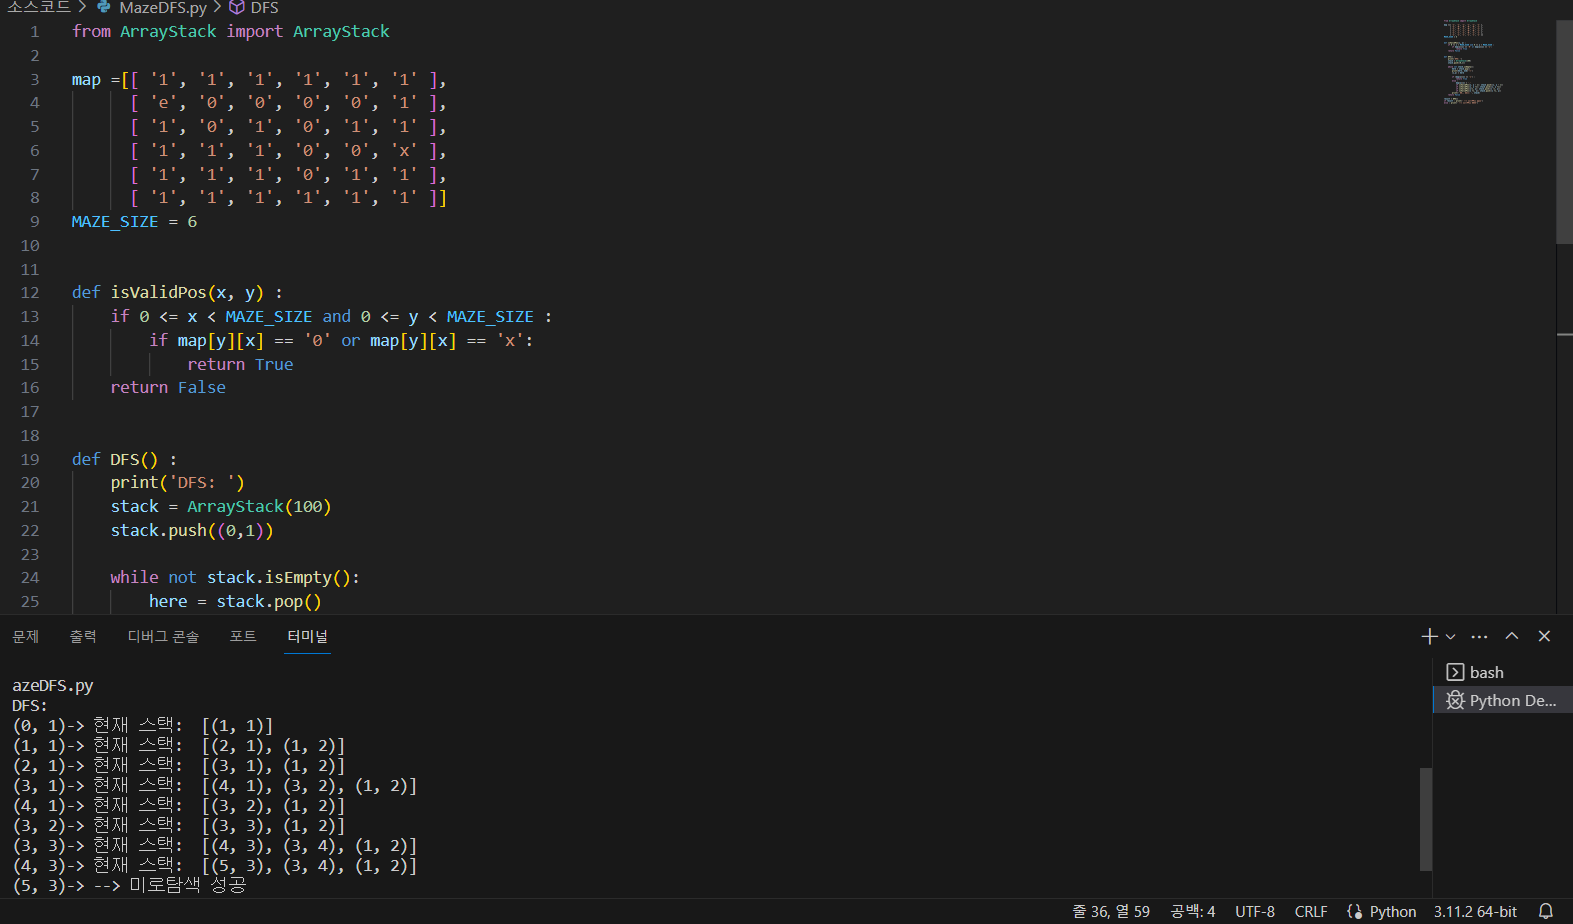 소스코드 > MazeDFS.py > DFS
1 from ArrayStack import ArrayStack
2
3 map =[[ '1', '1', '1', '1', '1', '1' ],
4 [ 'e', '0', '0', '0', '0', '1' ],
5 [ '1', '0', '1', '0', '1', '1' ],
6 [ '1', '1', '1', '0', '0', 'x' ],
7 [ '1', '1', '1', '0', '1', '1' ],
8 [ '1', '1', '1', '1', '1', '1' ]]
9 MAZE_SIZE = 6
10
11
12 def isValidPos(x, y) :
13 if 0 <= x < MAZE_SIZE and 0 <= y < MAZE_SIZE :
14 if map[y][x] == '0' or map[y][x] == 'x':
15 return True
16 return False
17
18
19 def DFS() :
20 print('DFS: ')
21 stack = ArrayStack(100)
22 stack.push((0,1))
23
24 while not stack.isEmpty():
25 here = stack.pop()
문제 출력 디버그 콘솔 포트 터미널
bash
Python De...
azeDFS.py
DFS:
(0, 1)-> 현재 스택:  [(1, 1)]
(1, 1)-> 현재 스택:  [(2, 1), (1, 2)]
(2, 1)-> 현재 스택:  [(3, 1), (1, 2)]
(3, 1)-> 현재 스택:  [(4, 1), (3, 2), (1, 2)]
(4, 1)-> 현재 스택:  [(3, 2), (1, 2)]
(3, 2)-> 현재 스택:  [(3, 3), (1, 2)]
(3, 3)-> 현재 스택:  [(4, 3), (3, 4), (1, 2)]
(4, 3)-> 현재 스택:  [(5, 3), (3, 4), (1, 2)]
(5, 3)-> --> 미로탐색 성공
줄 36, 열 59 공백: 4 UTF-8 CRLF Python 3.11.2 64-bit